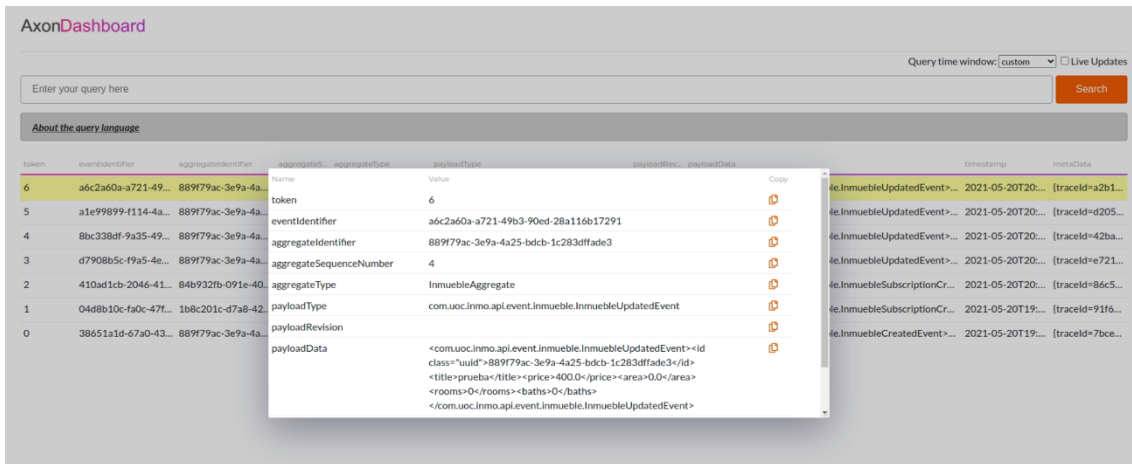 AxonDashboard
Query time window: custom Live Updates
Enter your query here Search
About the query language
token eventIdentifier aggregateIdentifier aggregateS... aggregateType payloadType payloadRev... payloadData timestamp metaData
6 a6c2a60a-a721-49... 889f79ac-3e9a-4a... le.InmuebleUpdatedEvent>... 2021-05-20T20:... {traceId=a2b1...
5 a1e99899-f114-4a... 889f79ac-3e9a-4a... le.InmuebleUpdatedEvent>... 2021-05-20T20:... {traceId=d205...
4 8bc338df-9a35-49... 889f79ac-3e9a-4a... le.InmuebleUpdatedEvent>... 2021-05-20T20:... {traceId=42ba...
3 d7908b5c-f9a5-4e... 889f79ac-3e9a-4a... le.InmuebleUpdatedEvent>... 2021-05-20T20:... {traceId=e721...
2 410ad1cb-2046-41... 84b932fb-091e-40... le.InmuebleSubscriptionCr... 2021-05-20T20:... {traceId=86c5...
1 04d8b10c-fa0c-47f... 1b8c201c-d7a8-42... le.InmuebleSubscriptionCr... 2021-05-20T19:... {traceId=91f6...
0 38651a1d-67a0-43... 889f79ac-3e9a-4a... le.InmuebleCreatedEvent>... 2021-05-20T19:... {traceId=7bce...
Name Value Copy
token 6
eventIdentifier a6c2a60a-a721-49b3-90ed-28a116b17291
aggregateIdentifier 889f79ac-3e9a-4a25-bdcb-1c283dffade3
aggregateSequenceNumber 4
aggregateType InmuebleAggregate
payloadType com.uoc.inmo.api.event.inmueble.InmuebleUpdatedEvent
payloadRevision
payloadData <com.uoc.inmo.api.event.inmueble.InmuebleUpdatedEvent><id
class="uuid">889f79ac-3e9a-4a25-bdcb-1c283dffade3</id>
<title>prueba</title><price>400.0</price><area>0.0</area>
<rooms>0</rooms><baths>0</baths>
</com.uoc.inmo.api.event.inmueble.InmuebleUpdatedEvent>